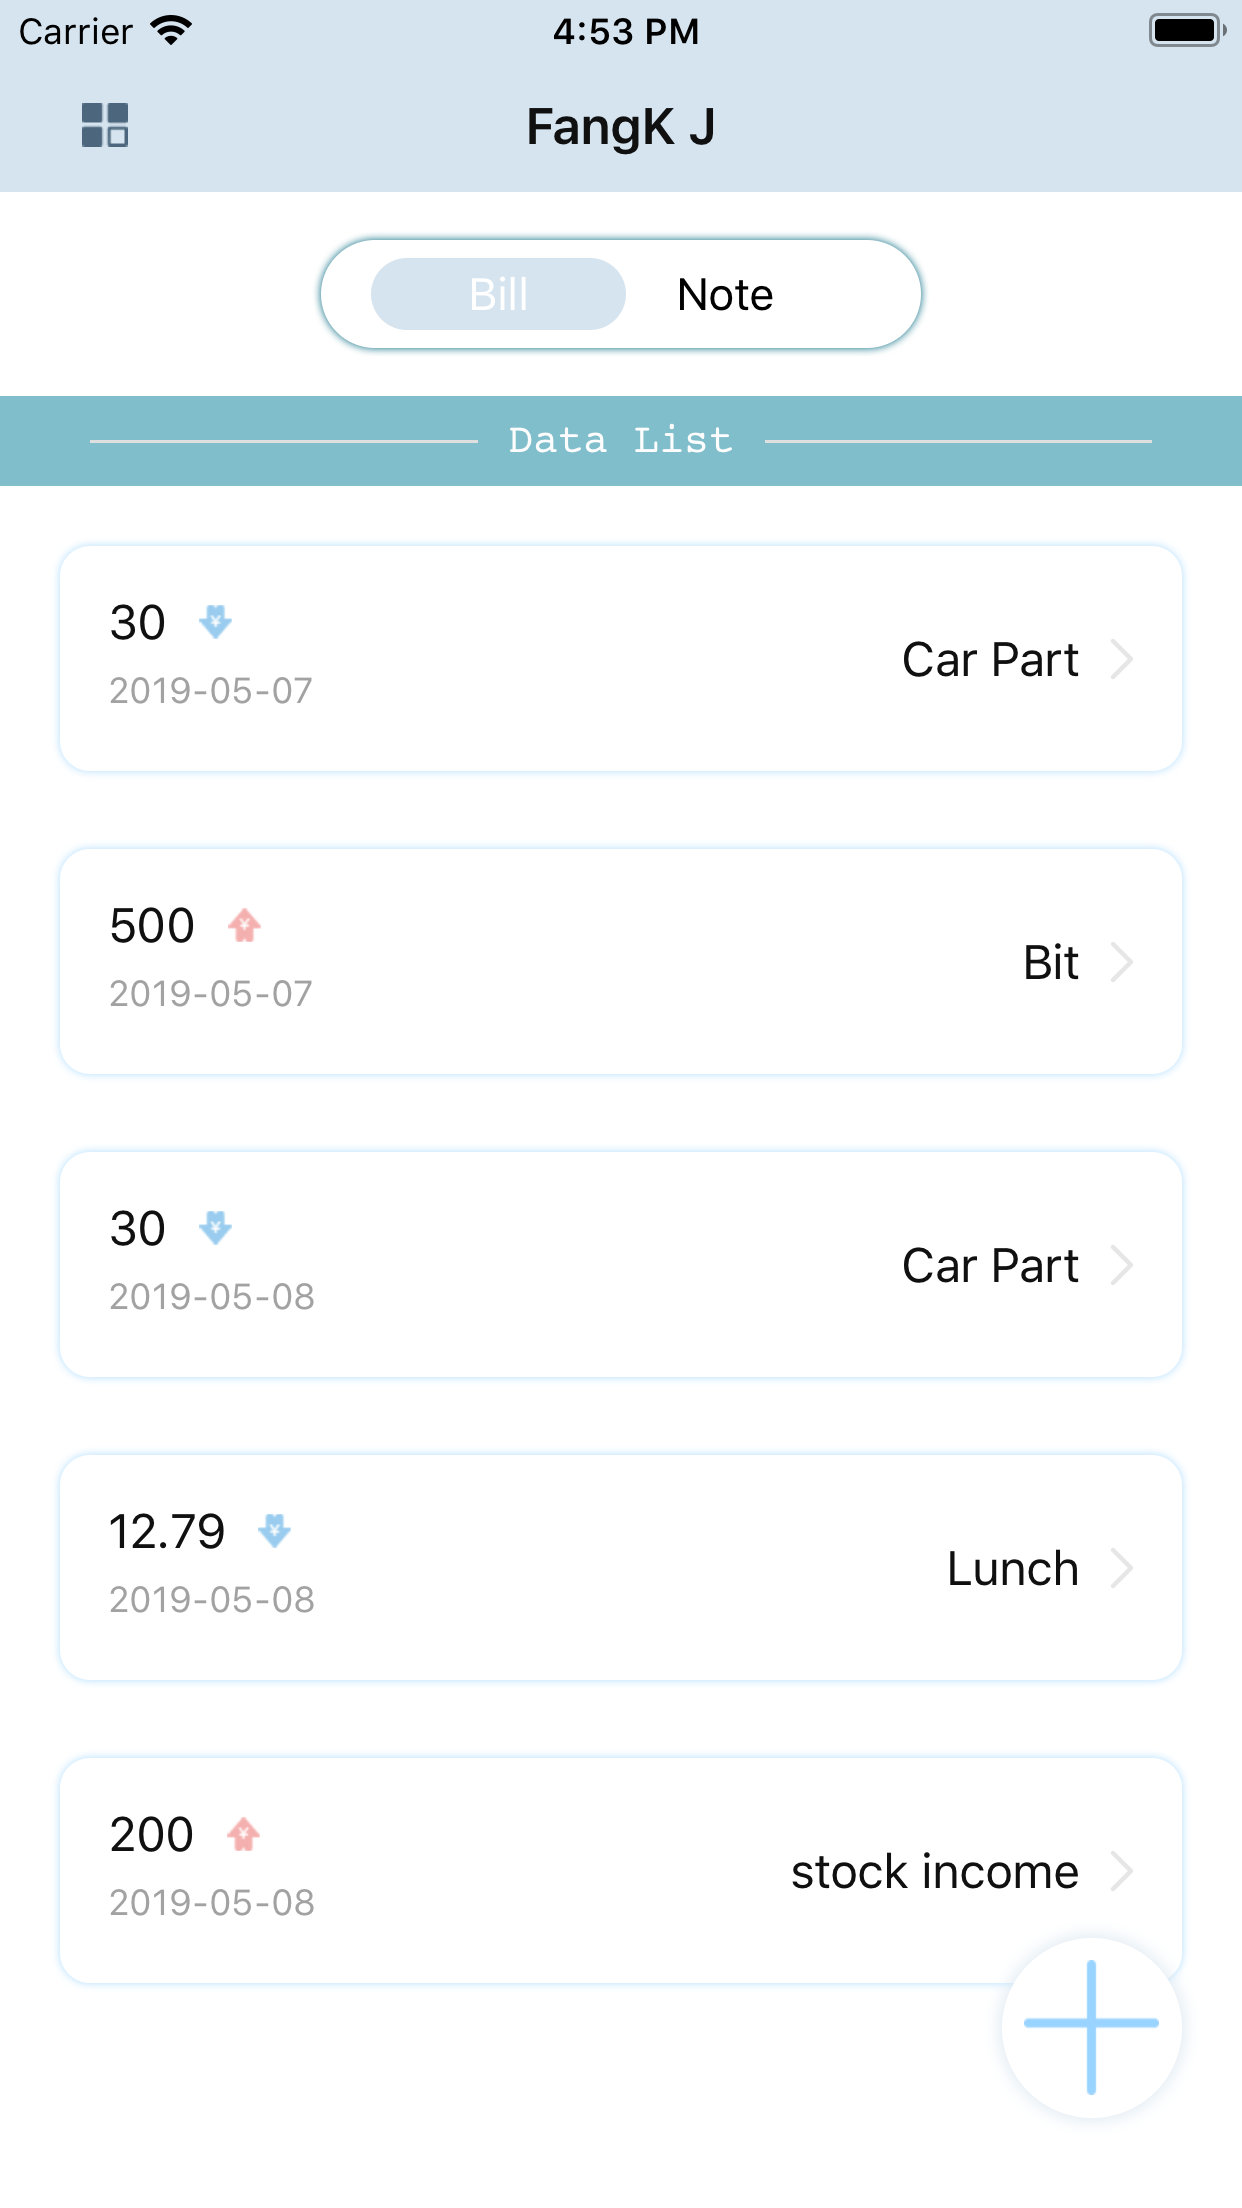 Carrier 4:53 PM
FangK J
Bill Note
Data List
30
2019-05-07
Car Part
500
2019-05-07
Bit
30
2019-05-08
Car Part
12.79
2019-05-08
Lunch
200
2019-05-08
stock income